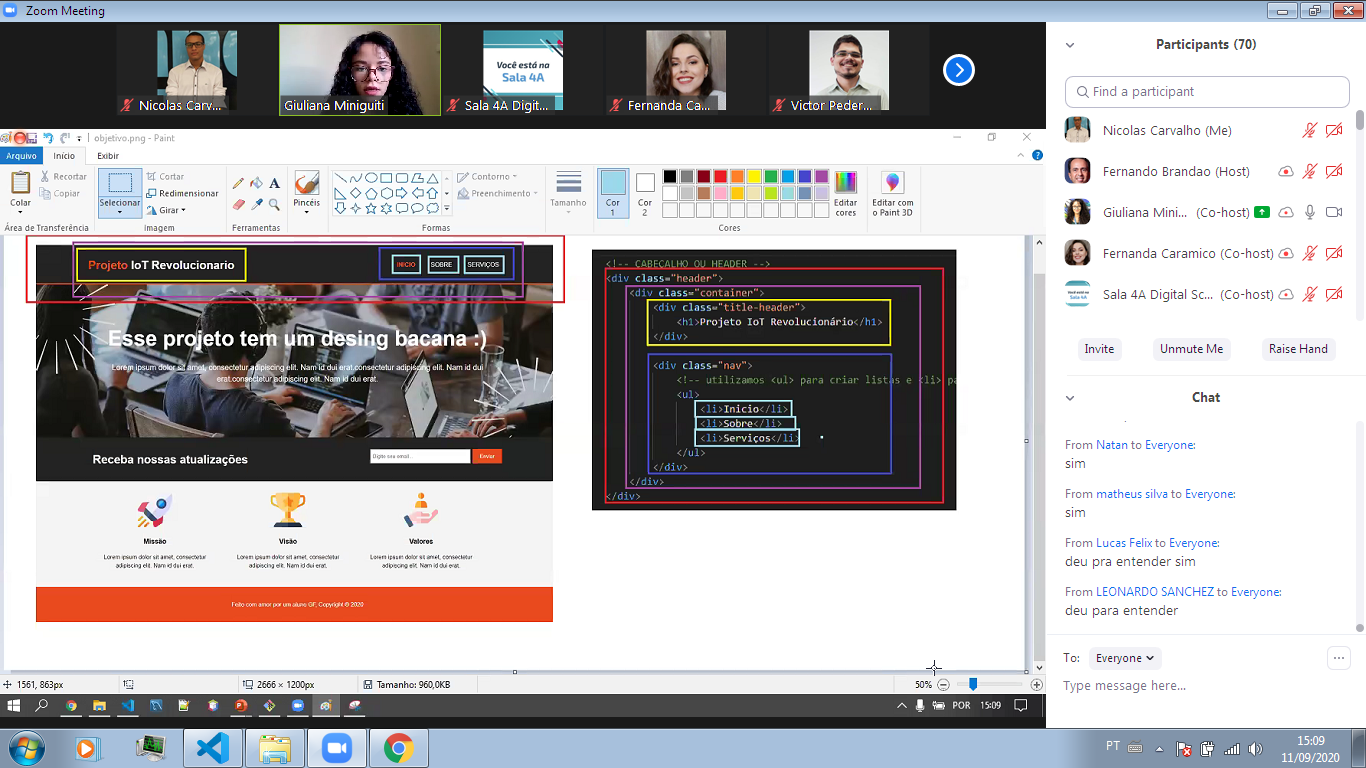 Zoom Meeting
Nicolas Carv...
Giuliana Miniguiti
Você está na
Sala 4A
Sala 4A Digit...
Fernanda Ca...
Victor Peder...
objetivo.png - Paint
Arquivo
Início
Exibir
Colar
Recortar
Copiar
Área de Transferência
Selecionar
Cortar
Redimensionar
Girar
Imagem
A
Ferramentas
Pincéis
Contorno
Preenchimento
Formas
Tamanho
Cor
1
Cor
2
Cores
Editar
cores
Editar com
o Paint 3D
Projeto IoT Revolucionario
INICIO
SOBRE
SERVIÇOS
Esse projeto tem um desing bacana :)
Lorem ipsum dolor sit amet, consectetur adipiscing elit. Nam id dui erat.consectetur adipiscing elit. Nam id dui
erat.consectetur adipiscing elit. Nam id dui erat.
Receba nossas atualizações
Digite seu email..
Enviar
Missão
Lorem ipsum dolor sit amet, consectetur
adipiscing elit. Nam id dui erat.
Visão
Lorem ipsum dolor sit amet, consectetur
adipiscing elit. Nam id dui erat.
Valores
Lorem ipsum dolor sit amet, consectetur
adipiscing elit. Nam id dui erat.
Feito com amor por um aluno GF, Copyright © 2020
<!-- CABEÇALHO OU HEADER -->
<div class="header">
<div class="container">
<div class="title-header">
<h1>Projeto IoT Revolucionário</h1>
</div>
<div class="nav">
<!-- utilizamos <ul> para criar listas e <li> pa
<ul>
<li>Inicio</li>
<li>Sobre</li>
<li>Serviços</li>
</ul>
</div>
</div>
</div>
1561, 863px
2666 × 1200px
Tamanho: 960,0KB
50%
POR
15:09
Participants (70)
Find a participant
Nicolas Carvalho (Me)
Fernando Brandao (Host)
Giuliana Mini... (Co-host)
Fernanda Caramico (Co-host)
Sala 4A Digital Sc... (Co-host)
Invite
Unmute Me
Raise Hand
Chat
From Natan to Everyone:
sim
From matheus silva to Everyone:
sim
From Lucas Felix to Everyone:
deu pra entender sim
From LEONARDO SANCHEZ to Everyone:
deu para entender
To:
Everyone
Type message here...
PT
15:09
11/09/2020